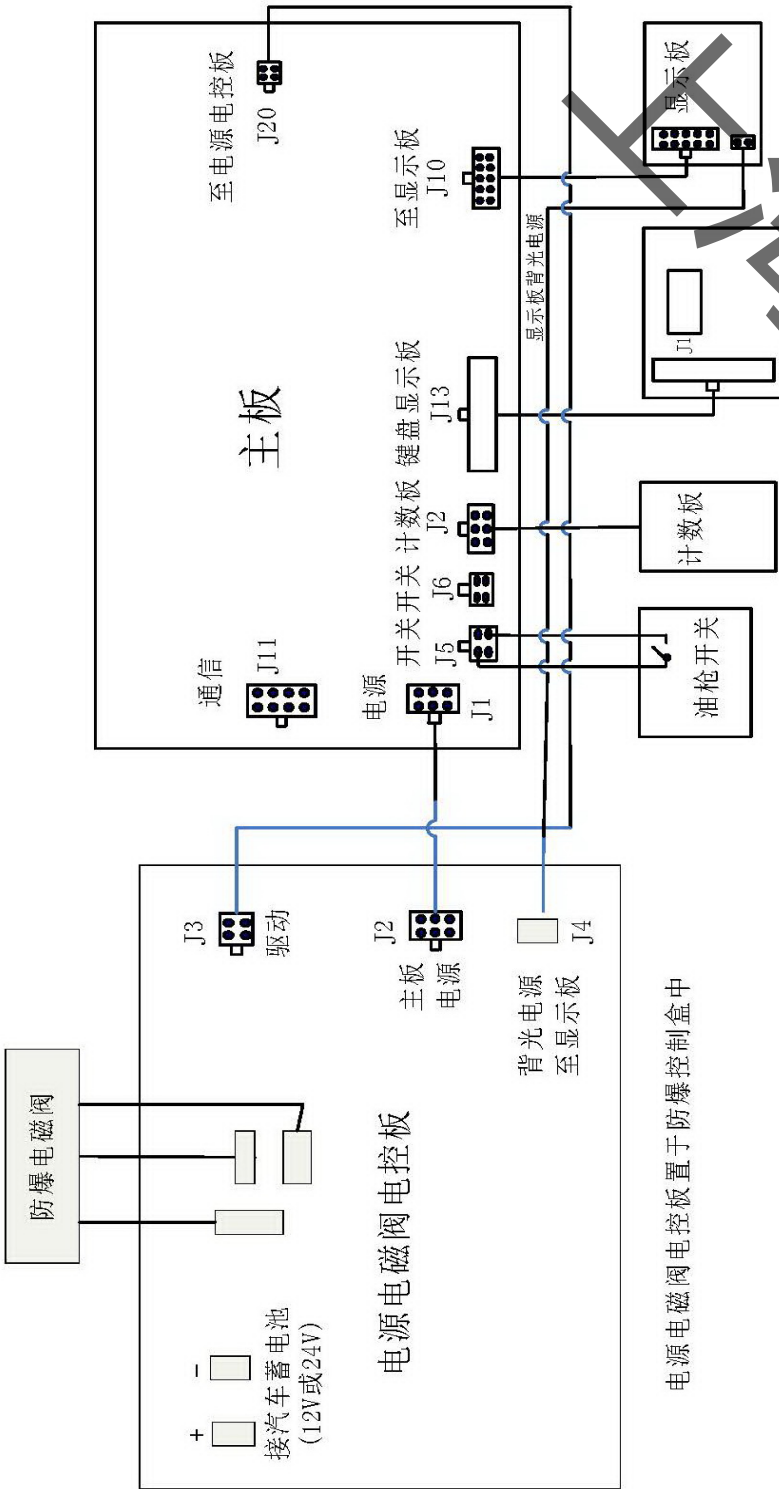 防爆电磁阀
+
-
接汽车蓄电池
(12V或24V)
电源电磁阀电控板
J3
驱动
J2
主板
电源
背光电源
至显示板
J4
电源电磁阀电控板置于防爆控制盒中
通信
J11
主板
至电源电控板
J20
电源
J1
开关
J5
开关
J6
计数板
J2
键盘显示板
J13
至显示板
J10
显示板背光电源
油枪开关
计数板
J1
显示板
上